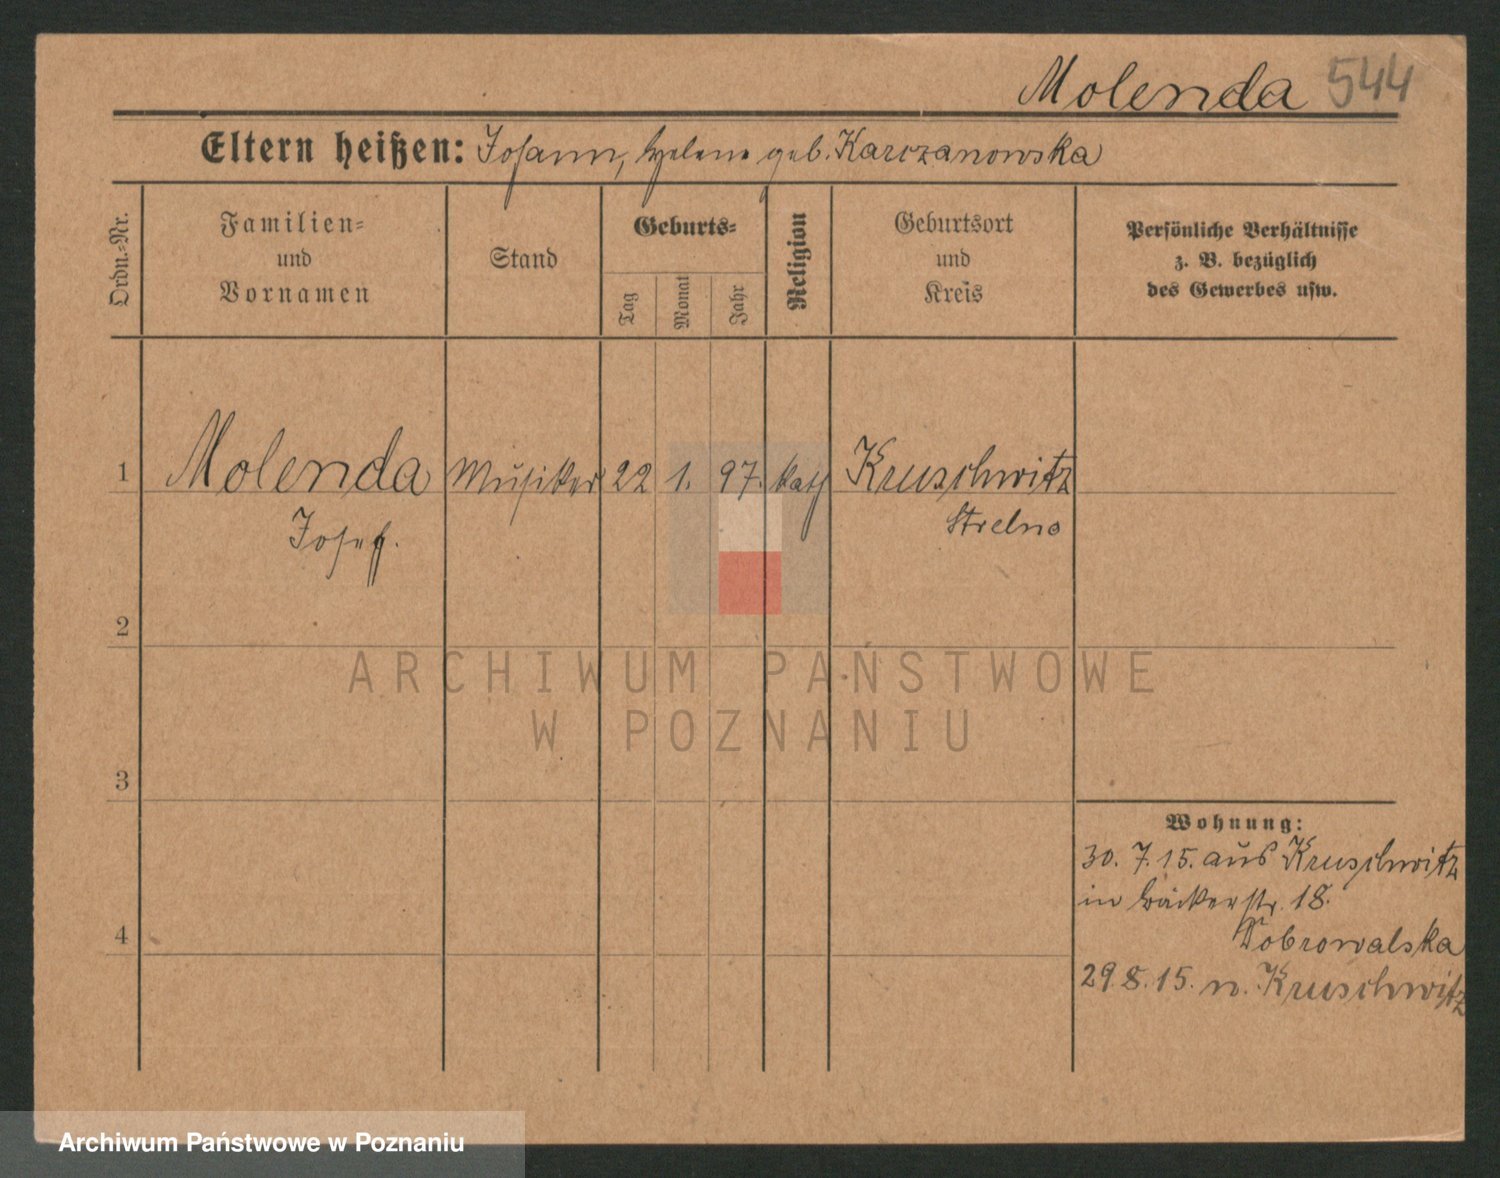 Molenda 544
Eltern heißen: Johann, Helene geb. Karczanowska
Ordn.-Nr.
Familien-
und
Vornamen
Stand
Geburts-
Tag
Monat
Jahr
Religion
Geburtsort
und
Kreis
Persönliche Verhältnisse
z. B. bezüglich
des Gewerbes usw.
1 Molenda Musiker 22 1. 97. kath Kruschwitz
Josef. Strelno
2
ARCHIWUM PAŃSTWOWE
W POZNANIU
3
Wohnung:
30. 7. 15. aus Kruschwitz
in Bäckerstr. 18.
Dobrowalska
4
29. 8. 15. n. Kruschwitz
Archiwum Państwowe w Poznaniu